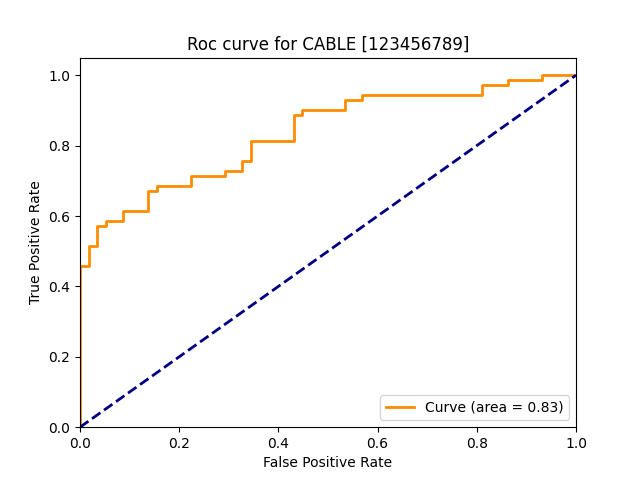 Roc curve for CABLE [123456789]
True Positive Rate
1.0
0.8
0.6
0.4
0.2
0.0
Curve (area = 0.83)
0.0 0.2 0.4 0.6 0.8 1.0
False Positive Rate